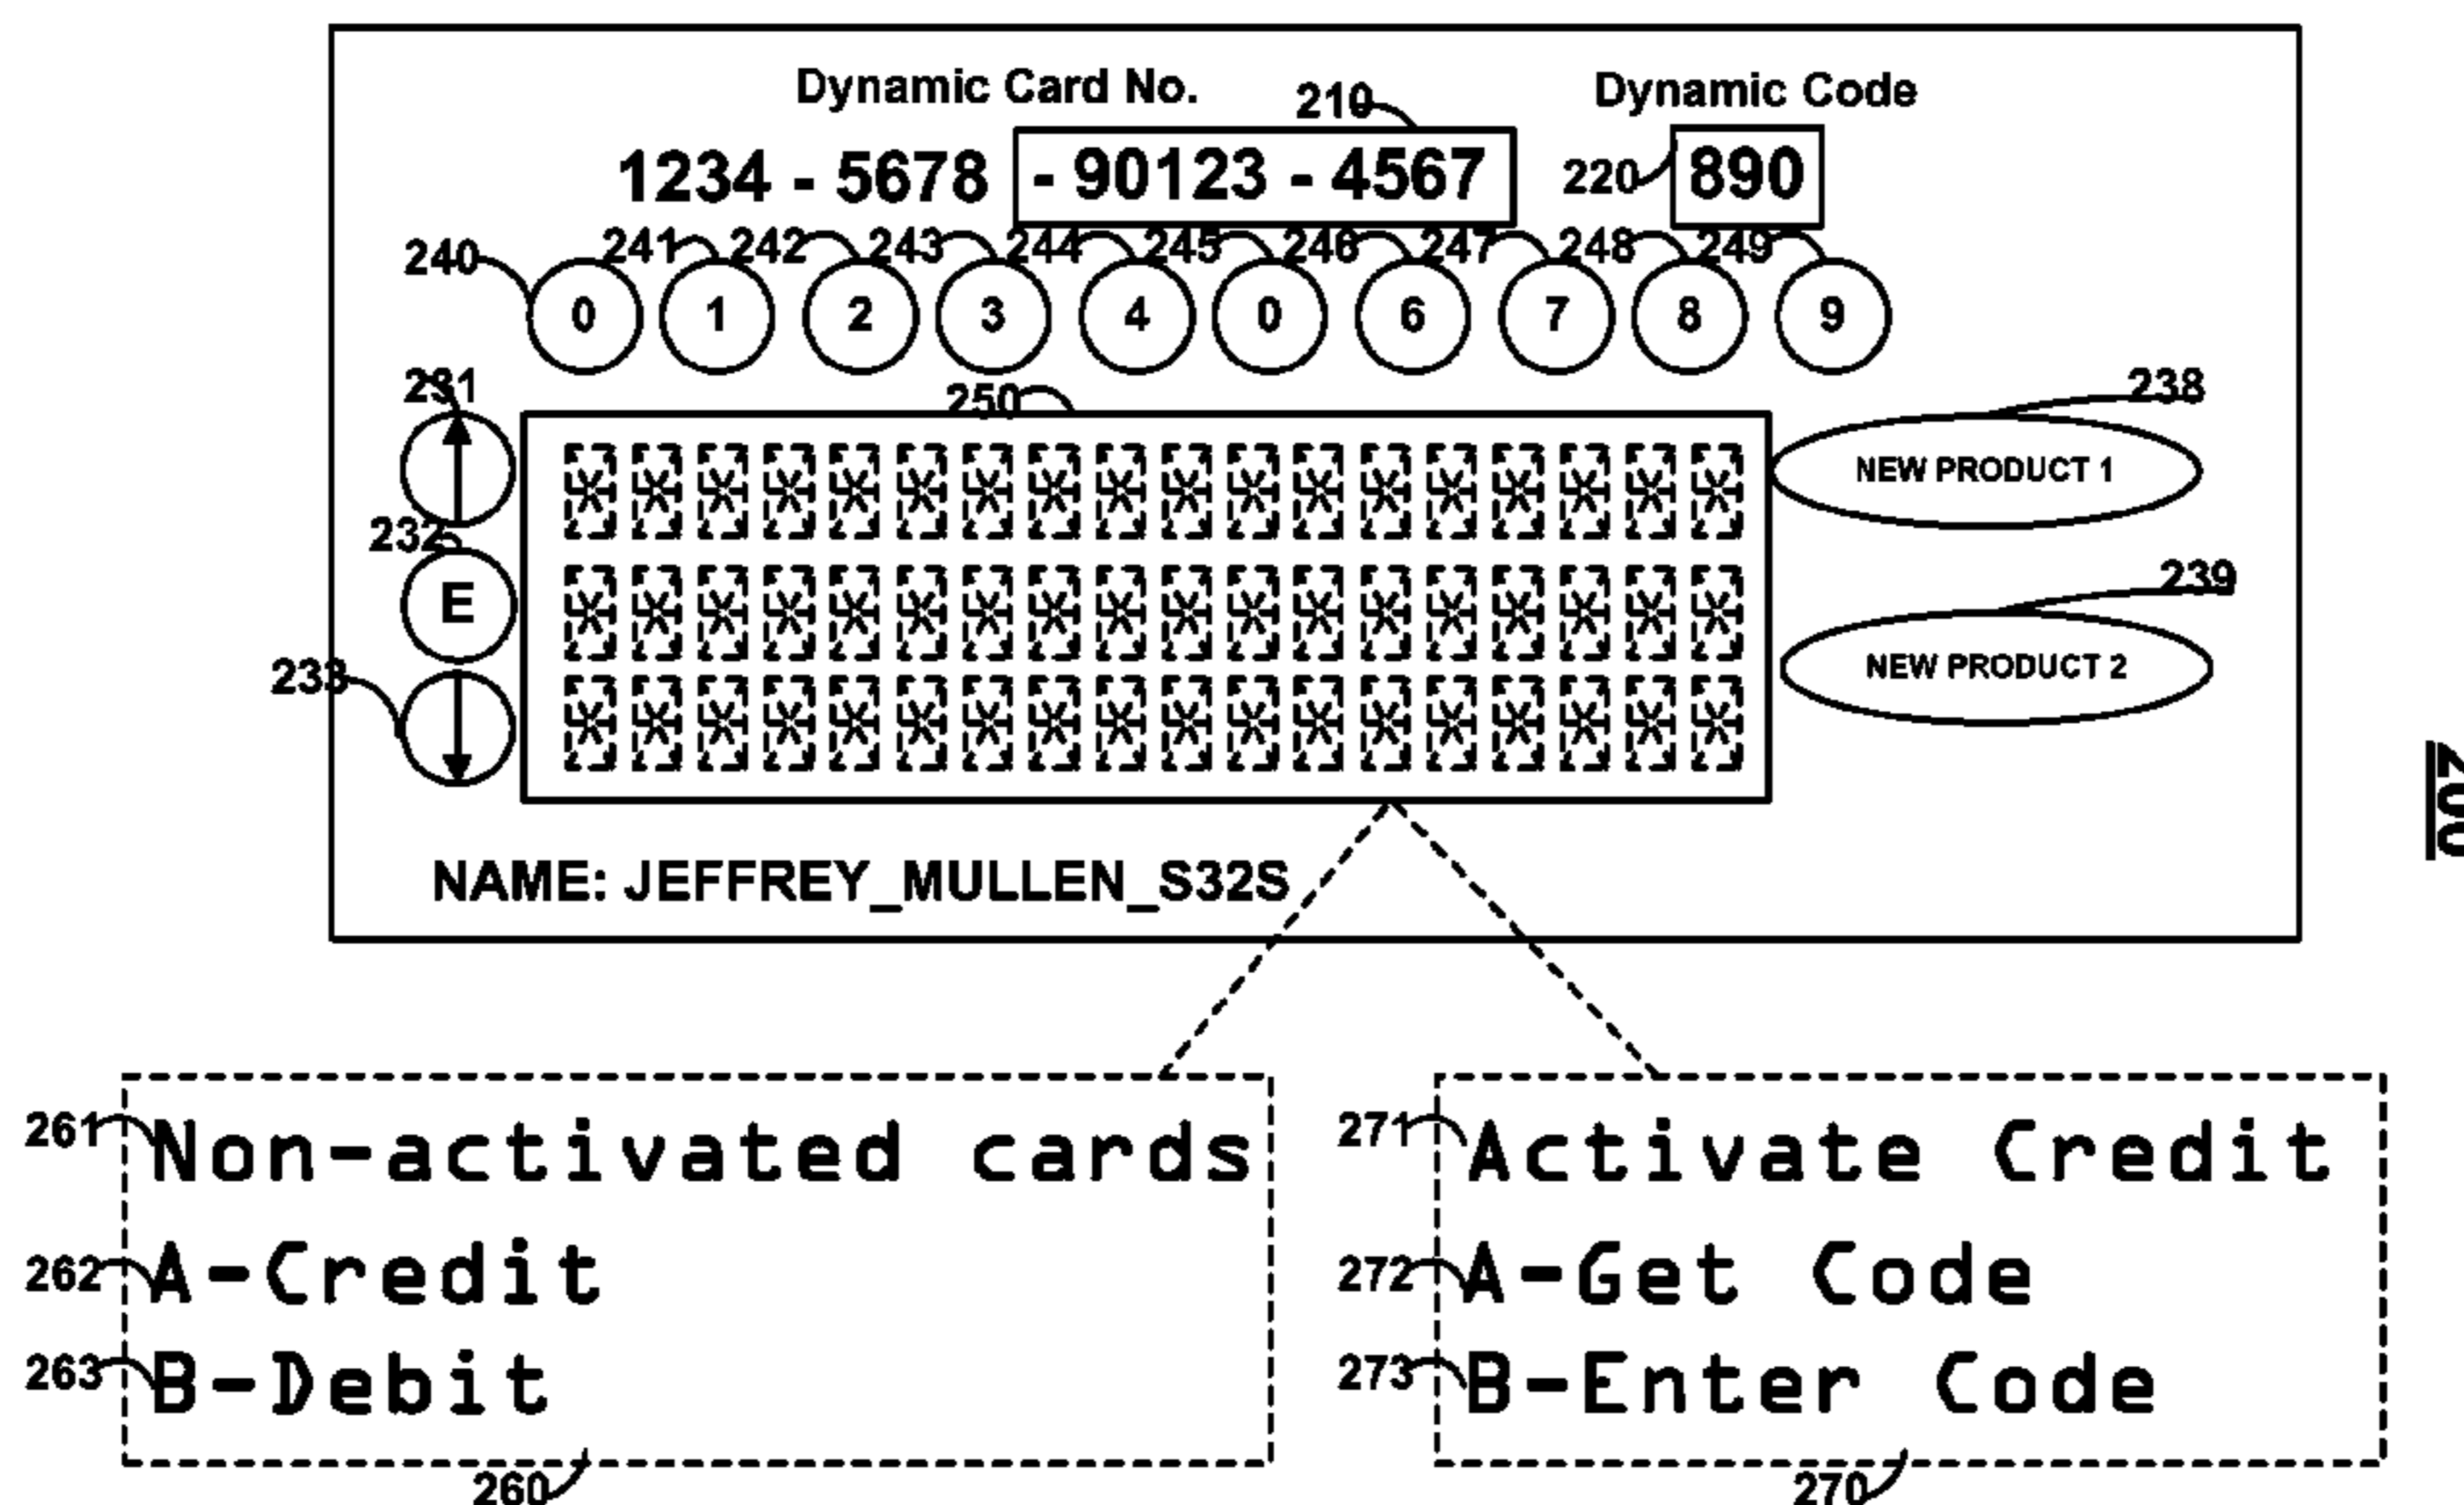 Dynamic Card No. 210 Dynamic Code
1234 - 5678 - 90123 - 4567 220 890
240 241 242 243 244 245 246 247 248 249
0 1 2 3 4 0 6 7 8 9
231 250 238
NEW PRODUCT 1
232
E 239
233 NEW PRODUCT 2
200
NAME: JEFFREY_MULLEN_S32S
261 Non-activated cards
262 A-Credit
263 B-Debit
260
271 Activate Credit
272 A-Get Code
273 B-Enter Code
270